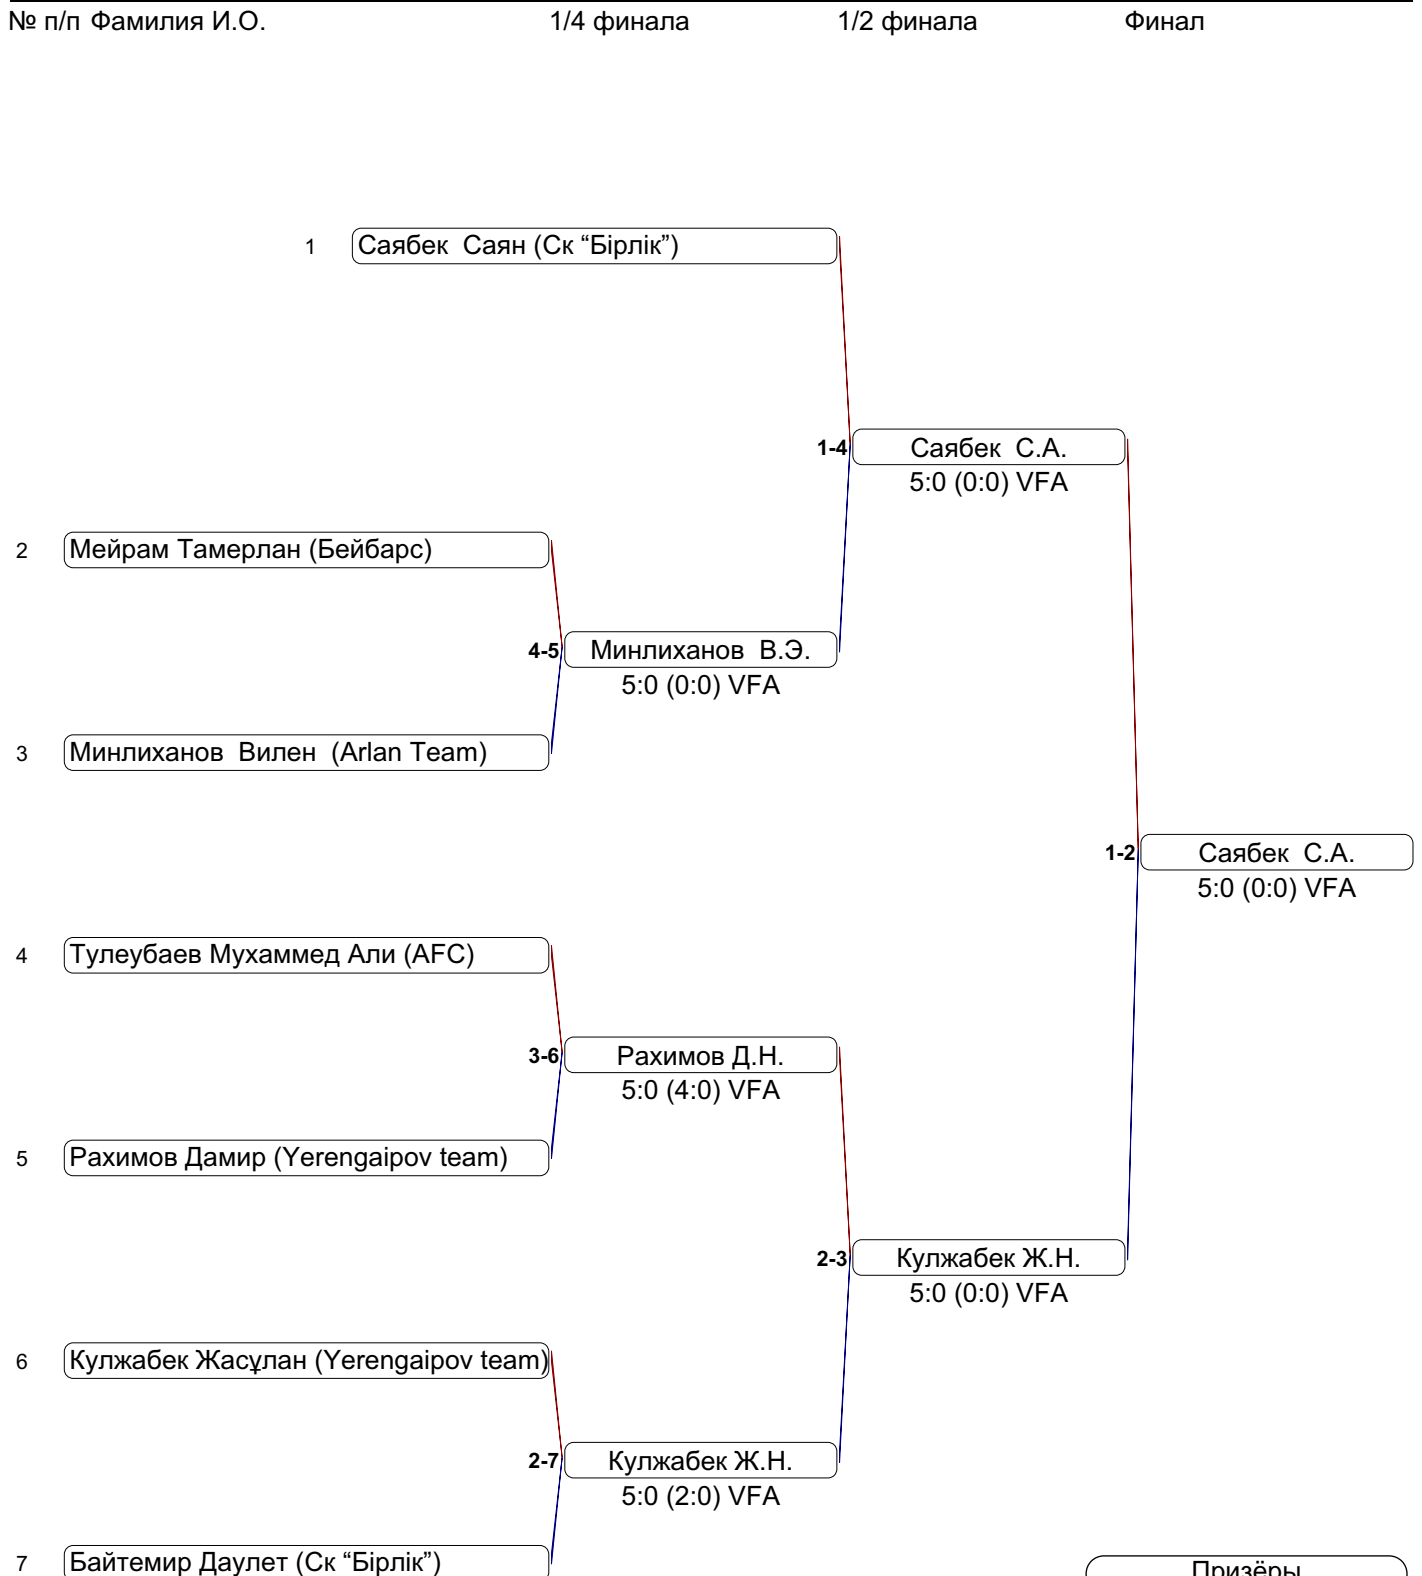 № п/п Фамилия И.О. 1/4 финала 1/2 финала Финал
1 Саябек Саян (Ск “Бірлік”)
1-4 Саябек С.А.
5:0 (0:0) VFA
2 Мейрам Тамерлан (Бейбарс)
4-5 Минлиханов В.Э.
5:0 (0:0) VFA
3 Минлиханов Вилен (Arlan Team)
1-2 Саябек С.А.
5:0 (0:0) VFA
4 Тулеубаев Мухаммед Али (AFC)
3-6 Рахимов Д.Н.
5:0 (4:0) VFA
5 Рахимов Дамир (Yerengaipov team)
2-3 Кулжабек Ж.Н.
5:0 (0:0) VFA
6 Кулжабек Жасұлан (Yerengaipov team)
2-7 Кулжабек Ж.Н.
5:0 (2:0) VFA
7 Байтемир Даулет (Ск “Бірлік”)
Призёры